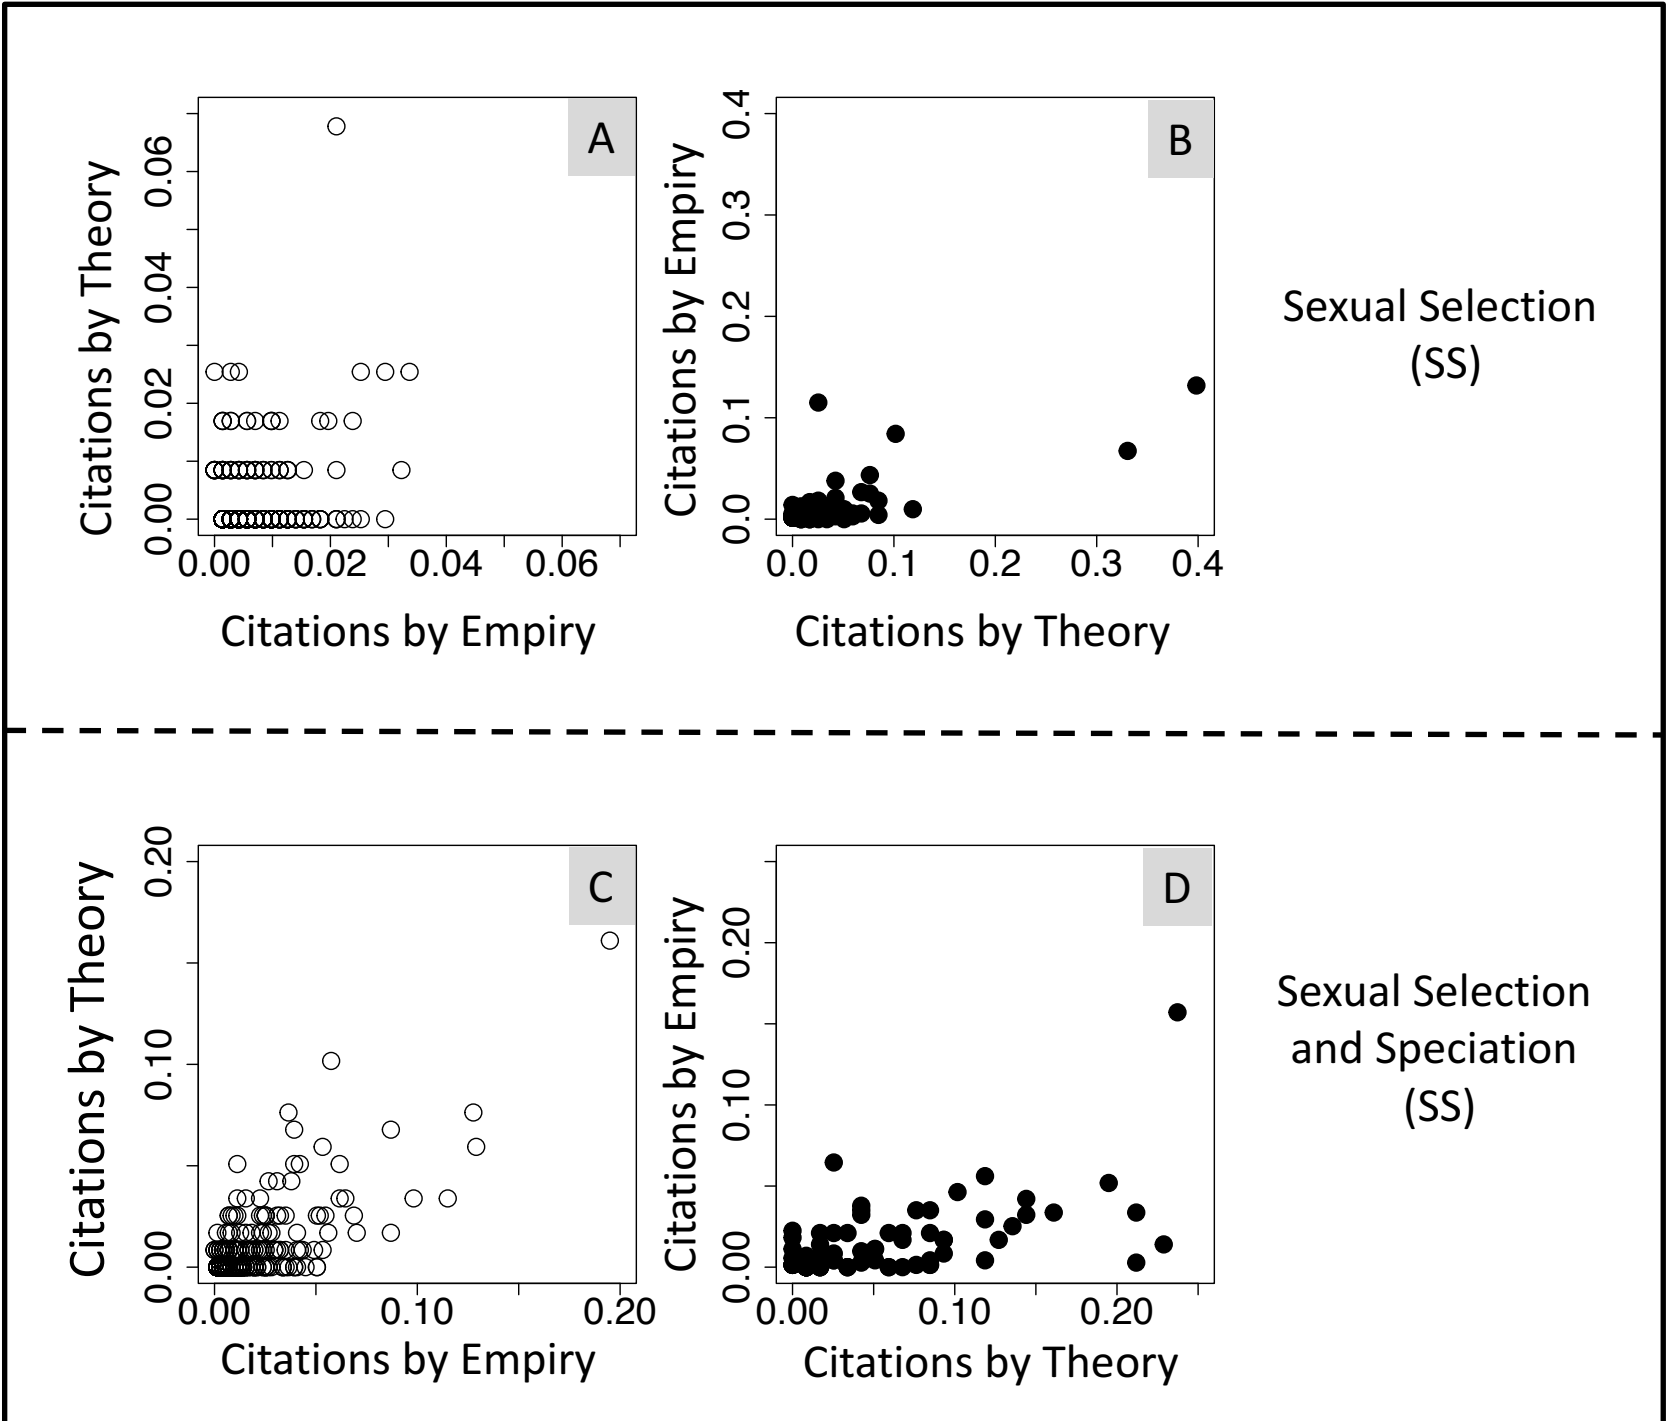 A
Citations by Theory
0.00 0.02 0.04 0.06
0.00 0.02 0.04 0.06
Citations by Empiry
B
Citations by Empiry
0.0 0.1 0.2 0.3 0.4
0.0 0.1 0.2 0.3 0.4
Citations by Theory
Sexual Selection
(SS)
C
Citations by Theory
0.00 0.10 0.20
0.00 0.10 0.20
Citations by Empiry
D
Citations by Empiry
0.00 0.10 0.20
0.00 0.10 0.20
Citations by Theory
Sexual Selection
and Speciation
(SS)